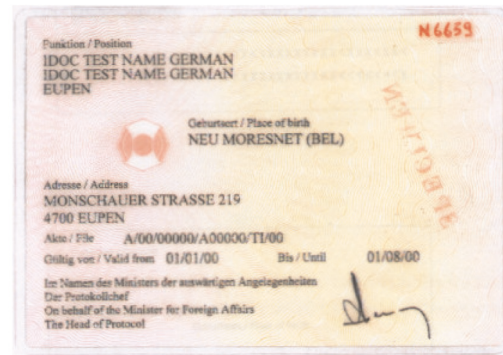 N6659
Funktion / Position
IDOC TEST NAME GERMAN
IDOC TEST NAME GERMAN
EUPEN
Geburtsort / Place of birth
NEU MORESNET (BEL)
SPECIMEN
Adresse / Address
MONSCHAUER STRASSE 219
4700 EUPEN
Akte / File A/00/00000/A00000/TI/00
Gültig von / Valid from 01/01/00 Bis / Until 01/08/00
Im Namen des Ministers der auswärtigen Angelegenheiten
Der Protokollchef
On behalf of the Minister for Foreign Affairs
The Head of Protocol